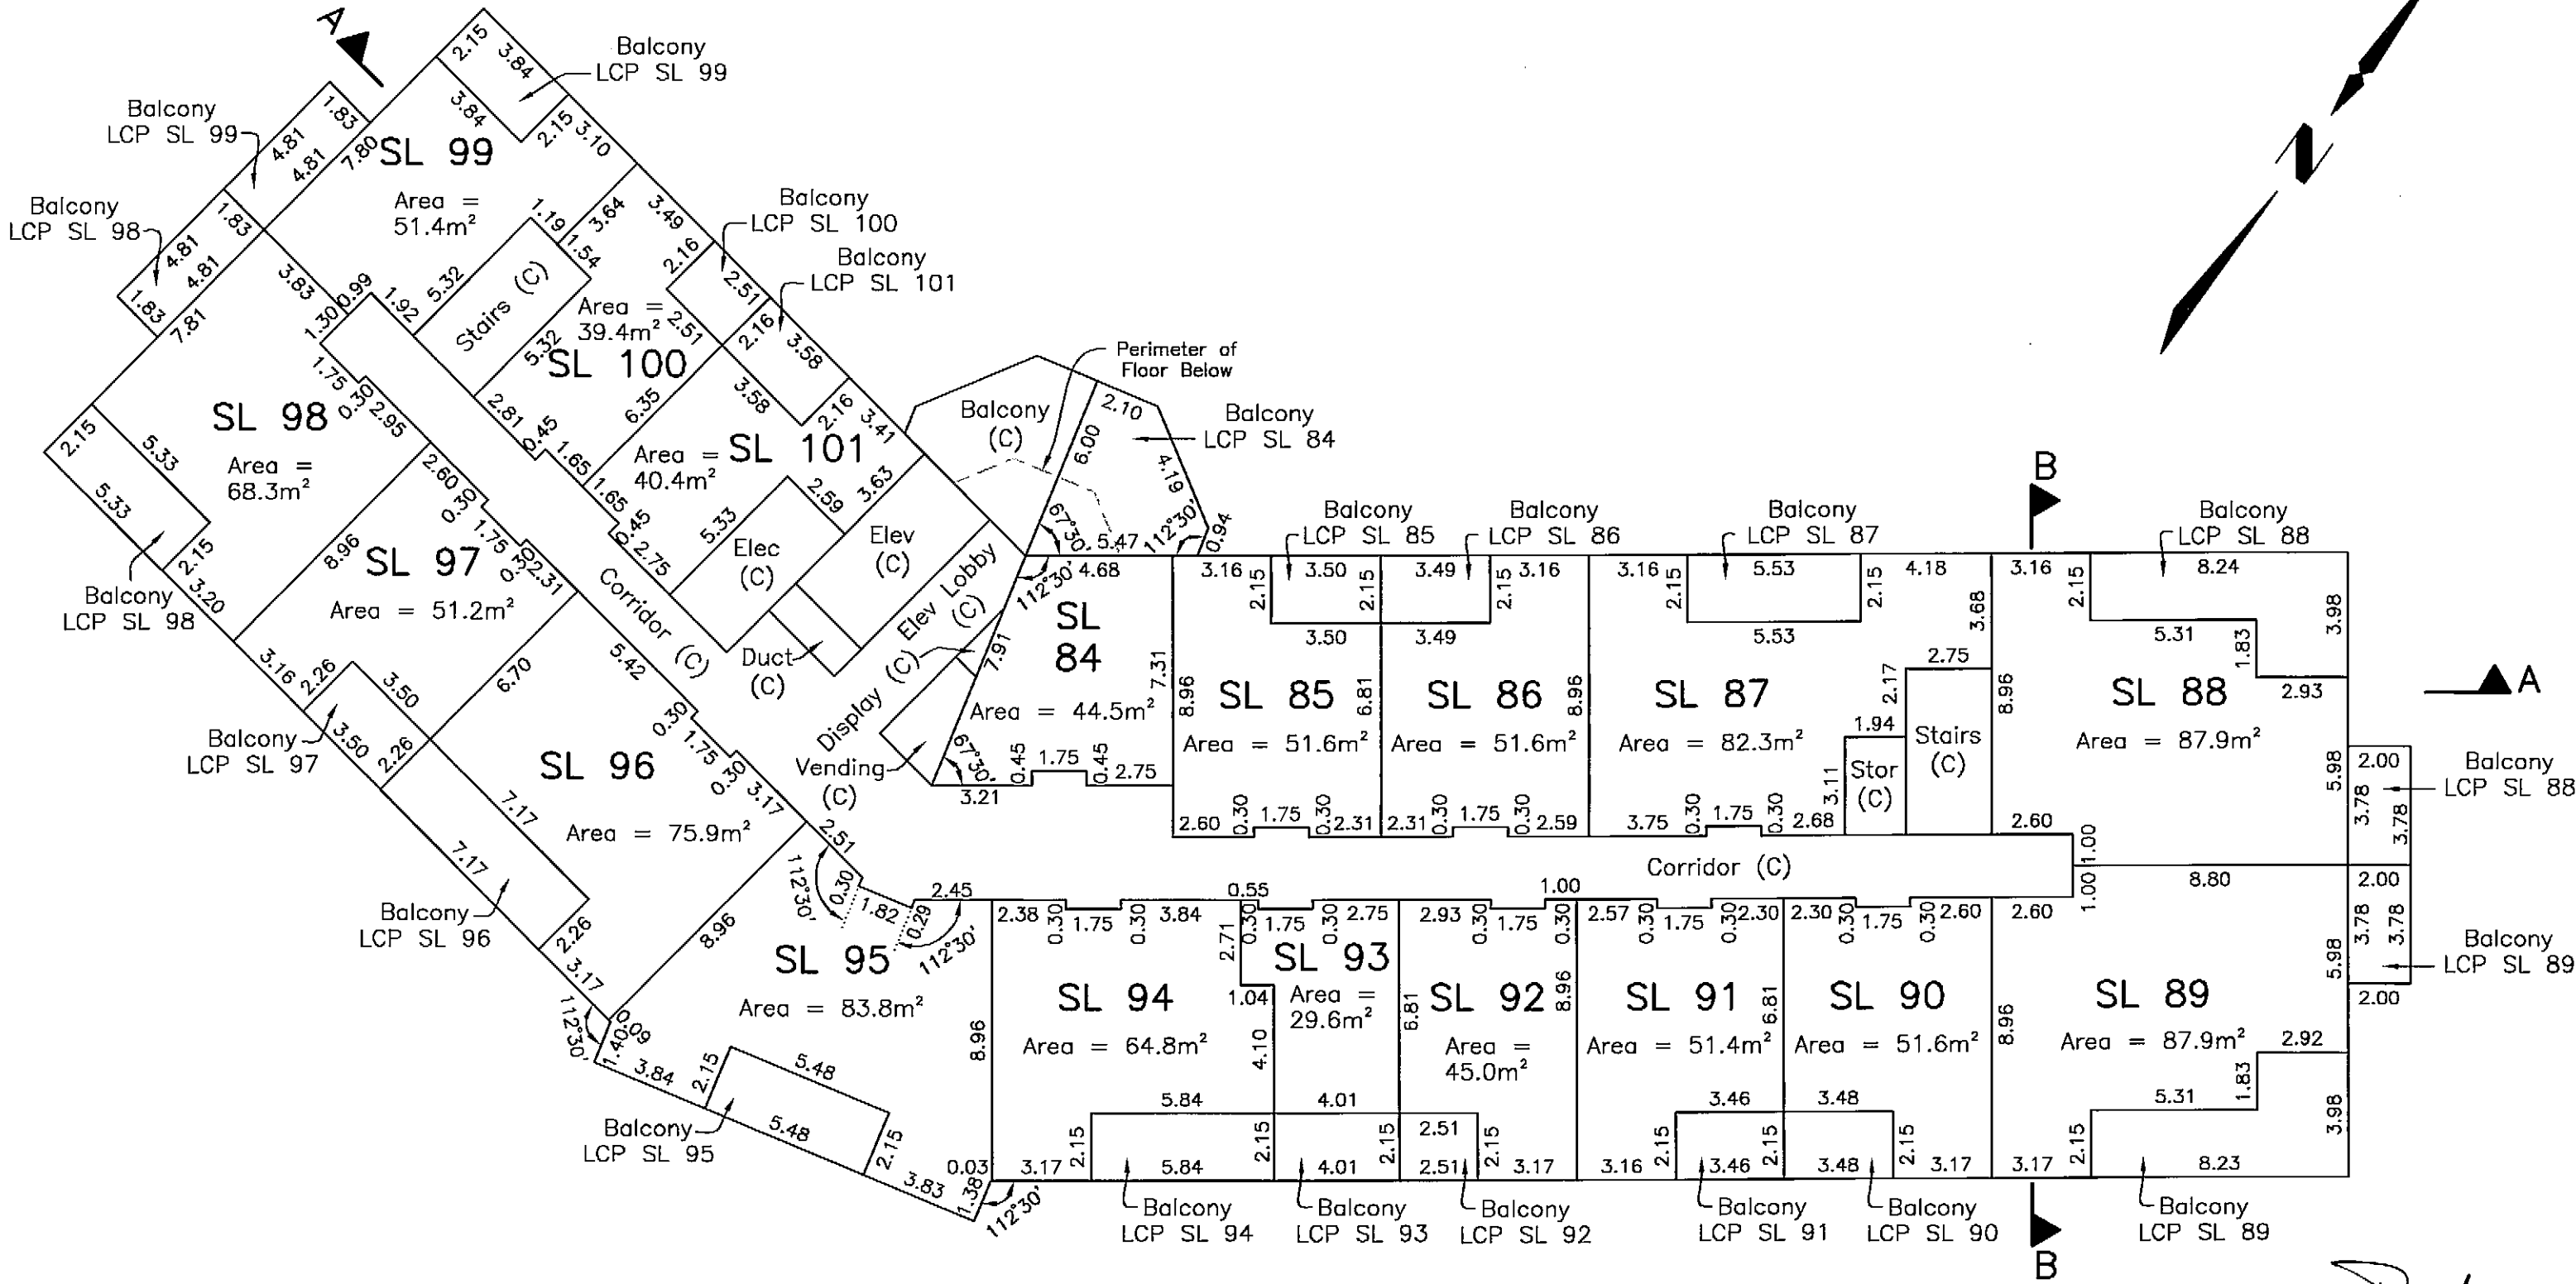 A
2.15
3.84
Balcony
LCP SL 99
3.84
2.15
3.10
Balcony
LCP SL 99
1.83
4.81
4.81
7.80
SL 99
Area =
51.4m²
Balcony
LCP SL 98
1.83
4.81
4.81
1.83
7.81
3.83
0.99
1.30
1.92
5.32
1.19
1.54
3.64
Stairs (C)
5.32
3.49
2.16
Balcony
LCP SL 100
2.51
Balcony
LCP SL 101
Area =
39.4m²
2.51
SL 100
2.16
3.58
3.58
2.16
3.41
6.35
2.81
0.45
1.65
SL 101
Area =
40.4m²
1.65
0.45
2.75
5.33
2.59
3.63
Elec
(C)
Elev
(C)
Elev Lobby
(C)
Duct
(C)
Display (C)
Vending
(C)
Corridor (C)
1.75
0.30
2.95
SL 98
Area =
68.3m²
2.15
5.33
5.33
2.15
3.20
Balcony
LCP SL 98
2.60
0.30
1.75
0.30
2.31
8.96
SL 97
Area = 51.2m²
3.16
2.26
3.50
3.50
2.26
Balcony
LCP SL 97
6.70
5.42
0.30
1.75
0.30
3.17
SL 96
Area = 75.9m²
7.17
7.17
2.26
3.17
Balcony
LCP SL 96
2.51
112°30'
0.30
1.82
0.29
112°30'
2.45
8.96
SL 95
Area = 83.8m²
112°30'
0.09
1.40
3.84
2.15
5.48
5.48
2.15
3.83
0.03
1.38
112°30'
8.96
Balcony
LCP SL 95
Perimeter of
Floor Below
Balcony
(C)
2.10
6.00
4.19
Balcony
LCP SL 84
67°30'
5.47
112°30'
0.94
4.68
112°30'
SL
84
7.91
7.31
Area = 44.5m²
67°30'
3.21
0.45
1.75
0.45
2.75
Balcony
LCP SL 85
3.16
3.50
2.15
2.15
3.50
8.96
SL 85
6.81
Area = 51.6m²
2.60
0.30
1.75
0.30
2.31
Balcony
LCP SL 86
3.49
3.16
2.15
3.49
SL 86
8.96
Area = 51.6m²
2.31
0.30
1.75
0.30
2.59
Balcony
LCP SL 87
3.16
5.53
4.18
2.15
2.15
5.53
3.68
SL 87
Area = 82.3m²
2.75
2.17
1.94
3.11
Stor
(C)
Stairs
(C)
3.75
0.30
1.75
0.30
2.68
B
Balcony
LCP SL 88
3.16
8.24
2.15
5.31
1.83
3.98
2.93
8.96
SL 88
Area = 87.9m²
A
5.98
2.00
3.78
3.78
Balcony
LCP SL 88
2.60
1.00
Corridor (C)
8.80
2.00
1.00
2.60
5.98
3.78
3.78
Balcony
LCP SL 89
2.00
8.96
SL 89
Area = 87.9m²
2.92
1.83
5.31
3.98
2.15
3.17
8.23
Balcony
LCP SL 89
B
2.38
0.30
1.75
0.30
3.84
SL 94
Area = 64.8m²
5.84
3.17
2.15
5.84
2.15
Balcony
LCP SL 94
0.55
0.30
1.75
0.30
2.75
2.71
1.04
SL 93
Area =
29.6m²
4.10
6.81
4.01
4.01
2.15
Balcony
LCP SL 93
1.00
2.93
0.30
1.75
0.30
SL 92
8.96
Area =
45.0m²
2.51
2.51
2.15
3.17
Balcony
LCP SL 92
2.57
0.30
1.75
0.30
2.30
SL 91
6.81
Area = 51.4m²
3.46
3.16
2.15
3.46
2.15
Balcony
LCP SL 91
2.30
0.30
1.75
0.30
2.60
SL 90
Area = 51.6m²
3.48
3.48
2.15
3.17
Balcony
LCP SL 90
N